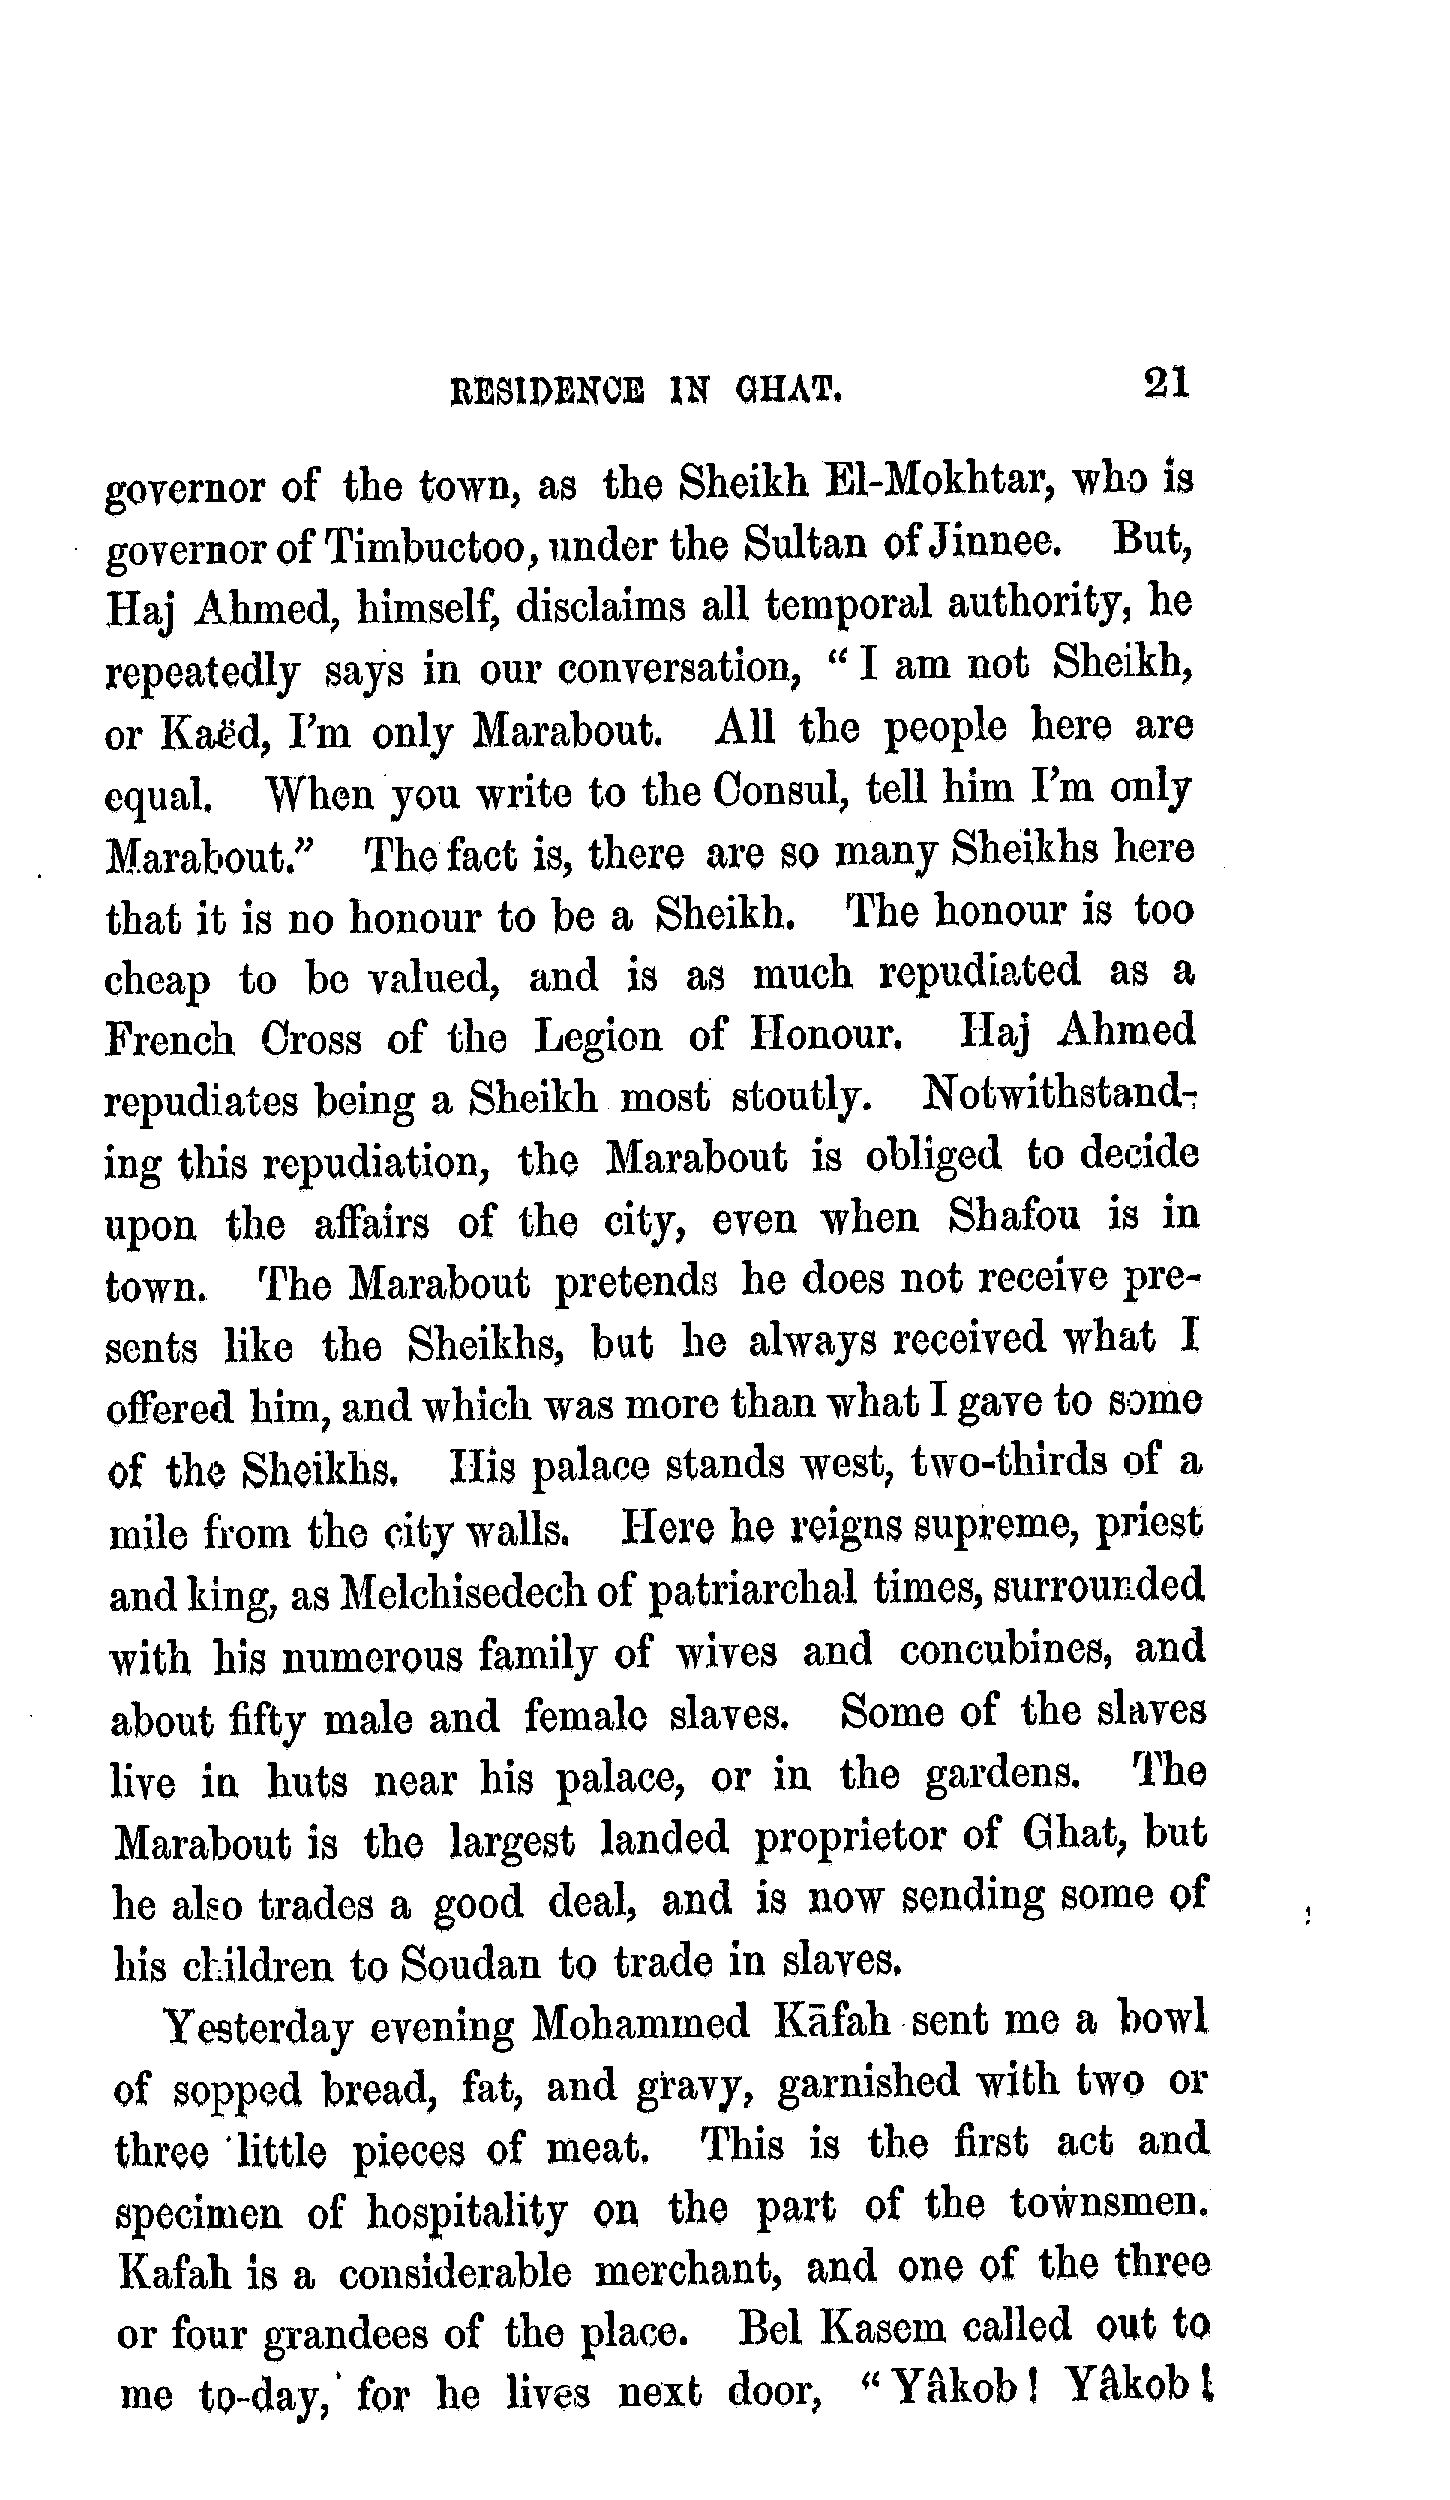 RESIDENCE IN GHAT. 21
governor of the town, as the Sheikh El-Mokhtar, who is
governor of Timbuctoo, under the Sultan of Jinnee. But,
Haj Ahmed, himself, disclaims all temporal authority, he
repeatedly says in our conversation, “I am not Sheikh,
or Kaëd, I’m only Marabout. All the people here are
equal. When you write to the Consul, tell him I’m only
Marabout.” The fact is, there are so many Sheikhs here
that it is no honour to be a Sheikh. The honour is too
cheap to be valued, and is as much repudiated as a
French Cross of the Legion of Honour. Haj Ahmed
repudiates being a Sheikh most stoutly. Notwithstand-
ing this repudiation, the Marabout is obliged to decide
upon the affairs of the city, even when Shafou is in
town. The Marabout pretends he does not receive pre-
sents like the Sheikhs, but he always received what I
offered him, and which was more than what I gave to some
of the Sheikhs. His palace stands west, two-thirds of a
mile from the city walls. Here he reigns supreme, priest
and king, as Melchisedech of patriarchal times, surrounded
with his numerous family of wives and concubines, and
about fifty male and female slaves. Some of the slaves
live in huts near his palace, or in the gardens. The
Marabout is the largest landed proprietor of Ghat, but
he also trades a good deal, and is now sending some of
his children to Soudan to trade in slaves.
Yesterday evening Mohammed Kāfah sent me a bowl
of sopped bread, fat, and gravy, garnished with two or
three little pieces of meat. This is the first act and
specimen of hospitality on the part of the townsmen.
Kafah is a considerable merchant, and one of the three
or four grandees of the place. Bel Kasem called out to
me to-day, for he lives next door, “Yâkob! Yâkob!